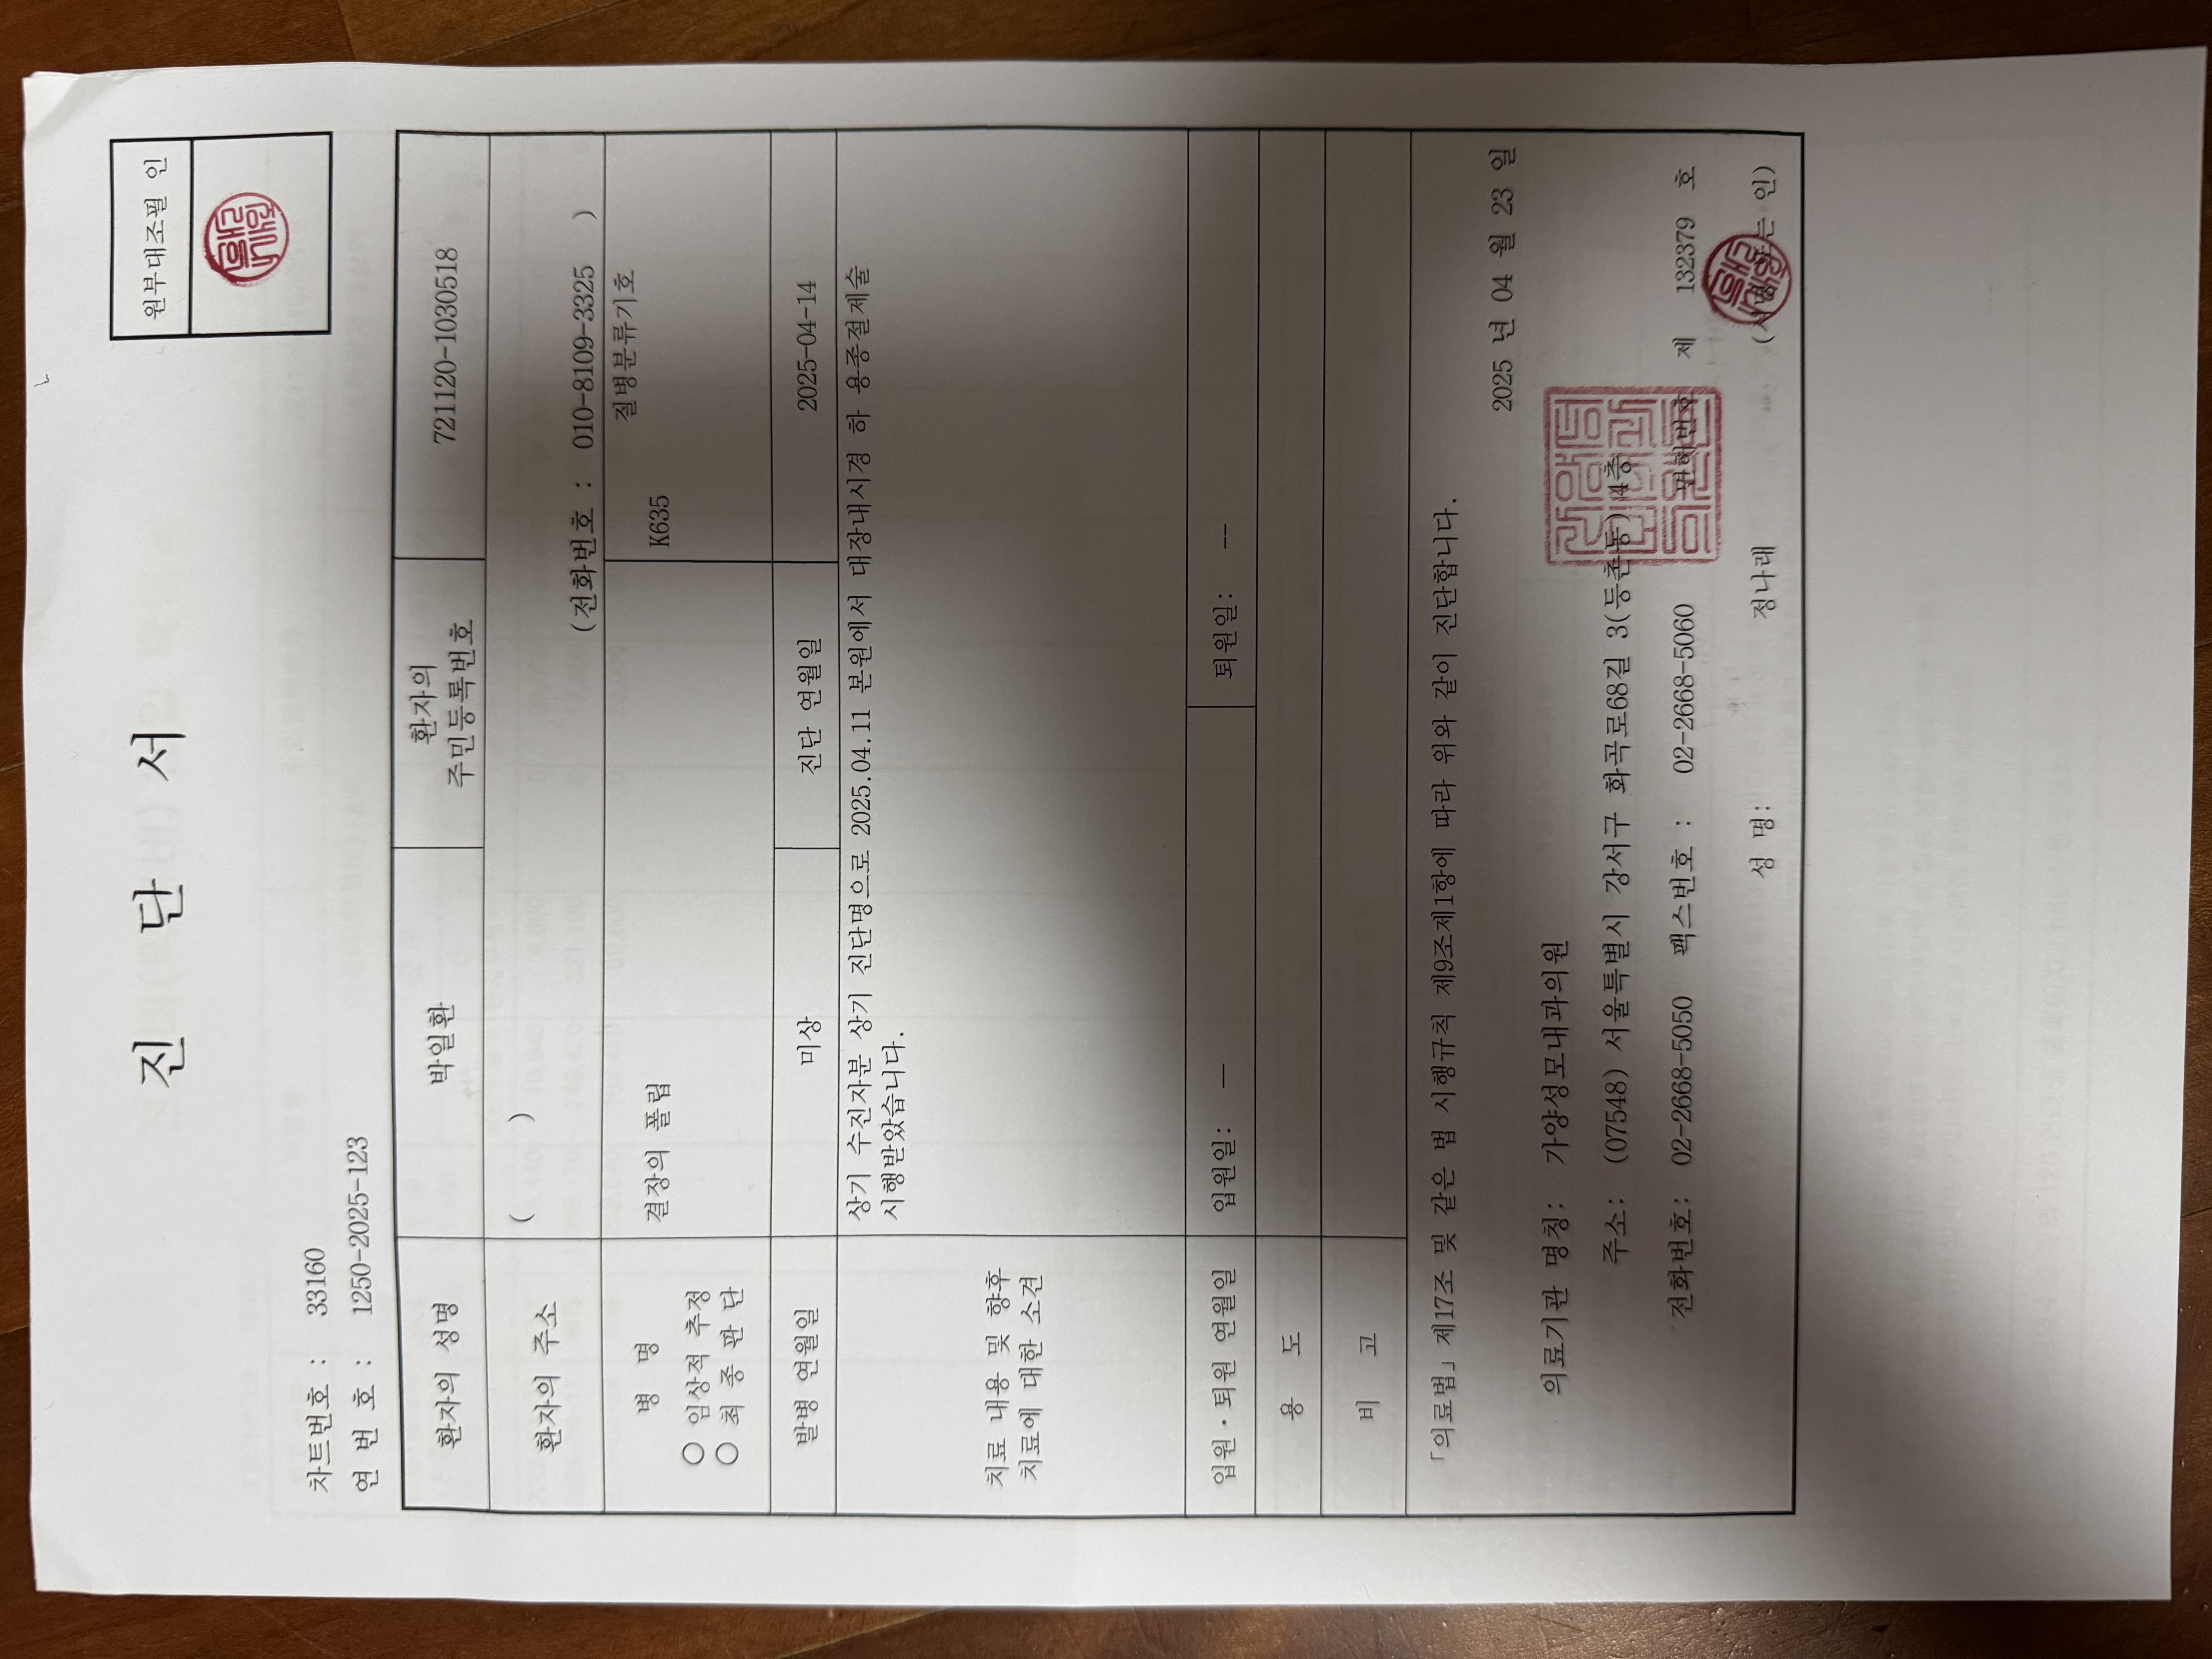 진 단 서
원부대조필 인
차트번호 : 33160
연 번 호 : 1250-2025-123
환자의 성명 박일환 환자의 주민등록번호 721120-1030518
환자의 주소 ( )
(전화번호 : 010-8109-3325 )
병 명 결장의 폴립 질병분류기호 K635
○ 임상적 추정
○ 최 종 판 단
발병 연월일 미상 진단 연월일 2025-04-14
상기 수진자분 상기 진단명으로 2025.04.11 본원에서 대장내시경 하 용종절제술
시행받았습니다.
치료 내용 및 향후
치료에 대한 소견
입원·퇴원 연월일 입원일: -- 퇴원일: --
용 도
비 고
「의료법」제17조 및 같은 법 시행규칙 제9조제1항에 따라 위와 같이 진단합니다.
2025 년 04 월 23 일
의료기관 명칭: 가양성모내과의원
주소: (07548) 서울특별시 강서구 화곡로68길 3(등촌동) 4층
전화번호: 02-2668-5050 팩스번호 : 02-2668-5060 면허번호 제 132379 호
성 명: 정나래 (서명 또는 인)